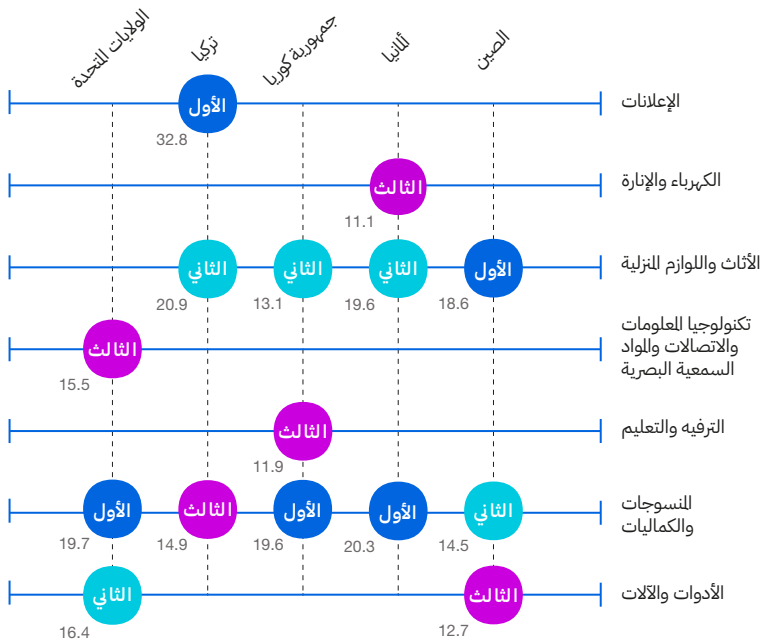 الصين
ألمانيا
جمهورية كوريا
تركيا
الولايات المتحدة
الإعلانات
الأول
32.8
الكهرباء والإنارة
الثالث
11.1
الأثاث واللوازم المنزلية
الأول
الثاني
الثاني
الثاني
18.6
19.6
13.1
20.9
تكنولوجيا المعلومات
والاتصالات والمواد
السمعية البصرية
الثالث
15.5
الترفيه والتعليم
الثالث
11.9
المنسوجات
والكماليات
الثاني
الأول
الأول
الثالث
الأول
14.5
20.3
19.6
14.9
19.7
الأدوات والآلات
الثالث
الثاني
12.7
16.4